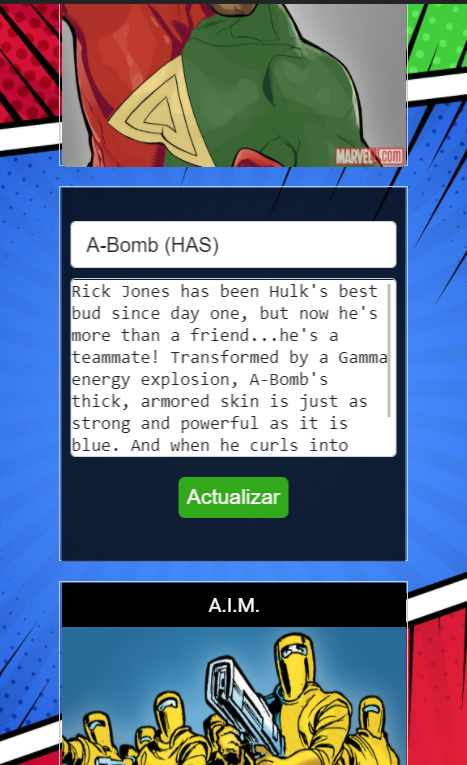 MARVEL.com
A-Bomb (HAS)
Rick Jones has been Hulk's best
bud since day one, but now he's
more than a friend...he's a
teammate! Transformed by a Gamma
energy explosion, A-Bomb's
thick, armored skin is just as
strong and powerful as it is
blue. And when he curls into
Actualizar
A.I.M.